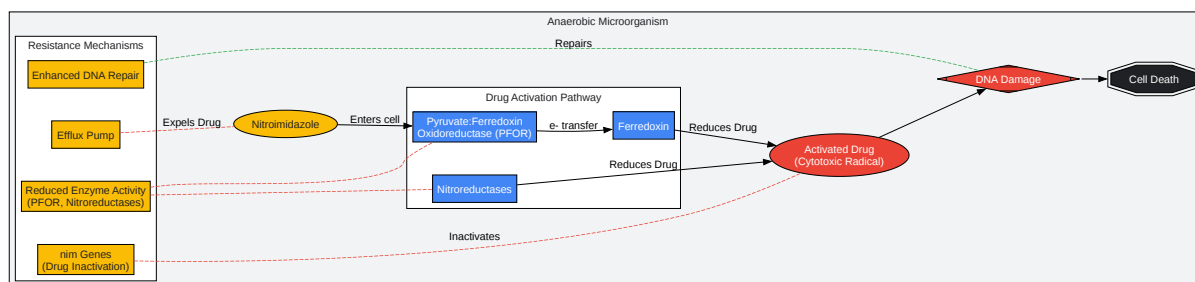 Anaerobic Microorganism
Resistance Mechanisms
Enhanced DNA Repair
Efflux Pump
Reduced Enzyme Activity
(PFOR, Nitroreductases)
nim Genes
(Drug Inactivation)
Repairs
Expels Drug
Nitroimidazole
Enters cell
Drug Activation Pathway
Pyruvate:Ferredoxin
Oxidoreductase (PFOR)
e- transfer
Ferredoxin
Reduces Drug
Nitroreductases
Reduces Drug
Inactivates
Activated Drug
(Cytotoxic Radical)
DNA Damage
Cell Death